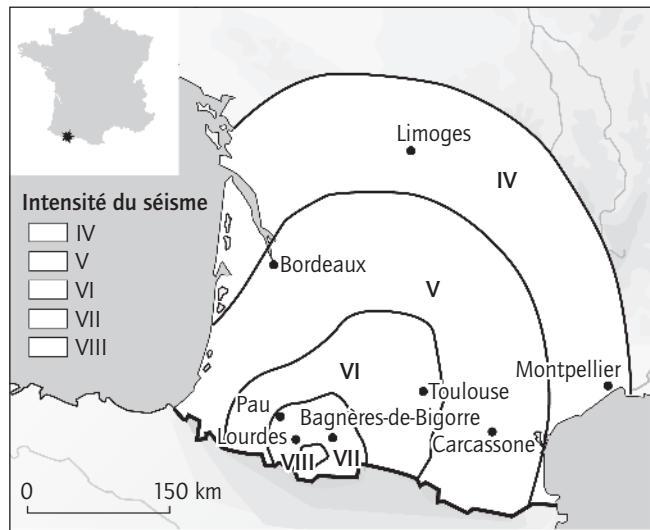 Limoges
IV
Intensité du séisme
IV
V
VI
VII
VIII
Bordeaux
V
VI
Montpellier
Toulouse
Pau
Bagnères-de-Bigorre
Lourdes
Carcassonne
VIII
VII
0 150 km